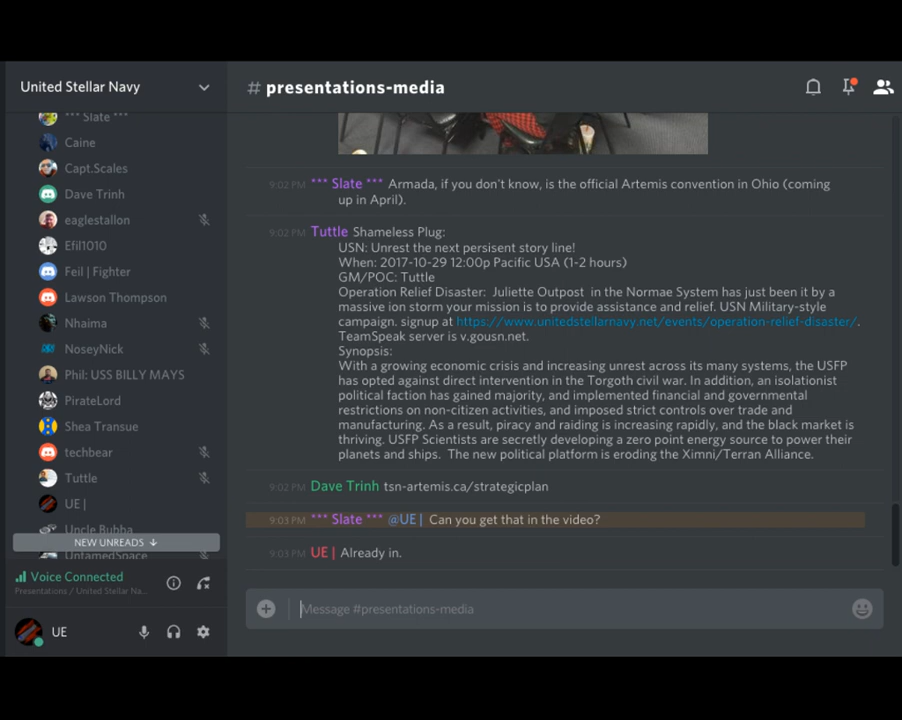 United Stellar Navy
# presentations-media
*** Slate ***
Caine
Capt.Scales
Dave Trinh
eaglestallon
Efil1010
Feil | Fighter
Lawson Thompson
Nhaima
NoseyNick
Phil: USS BILLY MAYS
PirateLord
Shea Transue
techbear
Tuttle
UE |
Uncle Bubba
NEW UNREADS
UntamedSpace
Voice Connected
Presentations / United Stellar Na...
UE
9:02 PM *** Slate *** Armada, if you don't know, is the official Artemis convention in Ohio (coming
up in April).
9:02 PM Tuttle Shameless Plug:
USN: Unrest the next persisent story line!
When: 2017-10-29 12:00p Pacific USA (1-2 hours)
GM/POC: Tuttle
Operation Relief Disaster: Juliette Outpost in the Normae System has just been it by a
massive ion storm your mission is to provide assistance and relief. USN Military-style
campaign. signup at https://www.unitedstellarnavy.net/events/operation-relief-disaster/.
TeamSpeak server is v.gousn.net.
Synopsis:
With a growing economic crisis and increasing unrest across its many systems, the USFP
has opted against direct intervention in the Torgoth civil war. In addition, an isolationist
political faction has gained majority, and implemented financial and governmental
restrictions on non-citizen activities, and imposed strict controls over trade and
manufacturing. As a result, piracy and raiding is increasing rapidly, and the black market is
thriving. USFP Scientists are secretly developing a zero point energy source to power their
planets and ships. The new political platform is eroding the Ximni/Terran Alliance.
9:02 PM Dave Trinh tsn-artemis.ca/strategicplan
9:03 PM *** Slate *** @UE | Can you get that in the video?
9:03 PM UE | Already in.
Message #presentations-media